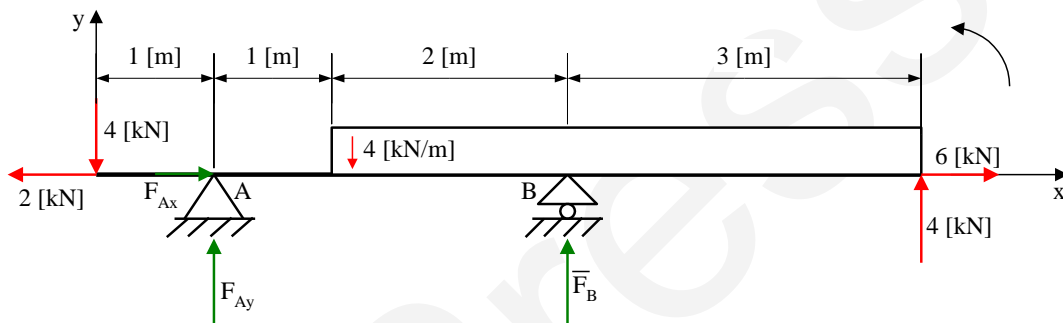 y
1 [m]
1 [m]
2 [m]
3 [m]
4 [kN]
4 [kN/m]
6 [kN]
2 [kN]
F_Ax
A
B
x
4 [kN]
F_Ay
F̅_B